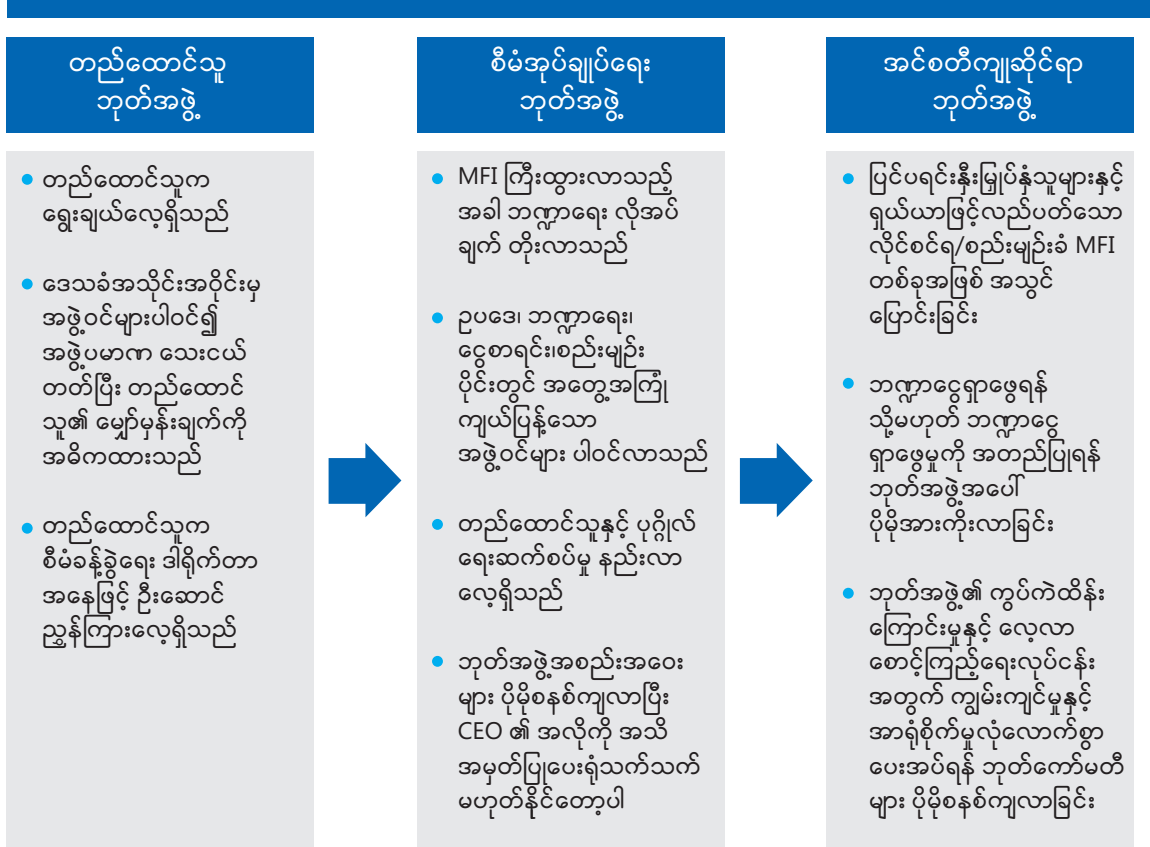 တည်ထောင်သူ
ဘုတ်အဖွဲ့
တည်ထောင်သူက
ရွေးချယ်လေ့ရှိသည်
ဒေသခံအသိုင်းအဝိုင်းမှ
အဖွဲ့ဝင်များပါဝင်၍
အဖွဲ့ပမာဏ သေးငယ်
တတ်ပြီး တည်ထောင်
သူ၏ မျှော်မှန်းချက်ကို
အဓိကထားသည်
တည်ထောင်သူက
စီမံခန့်ခွဲရေး ဒါရိုက်တာ
အနေဖြင့် ဦးဆောင်
ညွှန်ကြားလေ့ရှိသည်
စီမံအုပ်ချုပ်ရေး
ဘုတ်အဖွဲ့
MFI ကြီးထွားလာသည့်
အခါ ဘဏ္ဍာရေး လိုအပ်
ချက် တိုးလာသည်
ဥပဒေ၊ ဘဏ္ဍာရေး၊
ငွေစာရင်း၊စည်းမျဉ်း
ပိုင်းတွင် အတွေ့အကြုံ
ကျယ်ပြန့်သော
အဖွဲ့ဝင်များ ပါဝင်လာသည်
တည်ထောင်သူနှင့် ပုဂ္ဂိုလ်
ရေးဆက်စပ်မှု နည်းလာ
လေ့ရှိသည်
ဘုတ်အဖွဲ့အစည်းအဝေး
များ ပိုမိုစနစ်ကျလာပြီး
CEO ၏ အလိုကို အသိ
အမှတ်ပြုပေးရုံသက်သက်
မဟုတ်နိုင်တော့ပါ
အင်စတီကျုဆိုင်ရာ
ဘုတ်အဖွဲ့
ပြင်ပရင်းနှီးမြှုပ်နှံသူများနှင့်
ရှယ်ယာဖြင့်လည်ပတ်သော
လိုင်စင်ရ/စည်းမျဉ်းခံ MFI
တစ်ခုအဖြစ် အသွင်
ပြောင်းခြင်း
ဘဏ္ဍာငွေရှာဖွေရန်
သို့မဟုတ် ဘဏ္ဍာငွေ
ရှာဖွေမှုကို အတည်ပြုရန်
ဘုတ်အဖွဲ့အပေါ်
ပိုမိုအားကိုးလာခြင်း
ဘုတ်အဖွဲ့၏ ကွပ်ကဲထိန်း
ကြောင်းမှုနှင့် လေ့လာ
စောင့်ကြည့်ရေးလုပ်ငန်း
အတွက် ကျွမ်းကျင်မှုနှင့်
အာရုံစိုက်မှုလုံလောက်စွာ
ပေးအပ်ရန် ဘုတ်ကော်မတီ
များ ပိုမိုစနစ်ကျလာခြင်း